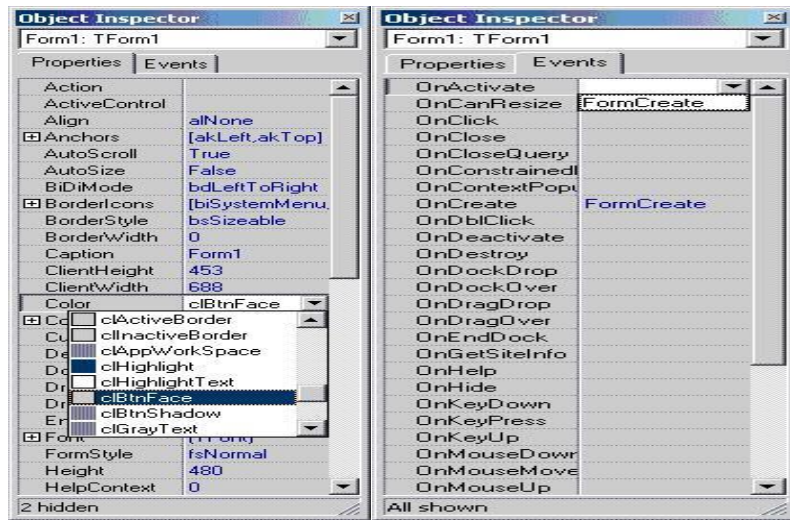 Object Inspector
Form1: TForm1
Properties Events
Action
ActiveControl
Align alNone
Anchors [akLeft,akTop]
AutoScroll True
AutoSize False
BiDiMode bdLeftToRight
BorderIcons [biSystemMenu,
BorderStyle bsSizeable
BorderWidth 0
Caption Form1
ClientHeight 453
ClientWidth 688
Color clBtnFace
clActiveBorder
clInactiveBorder
clAppWorkSpace
clHighlight
clHighlightText
clBtnFace
clBtnShadow
clGrayText
Font
FormStyle fsNormal
Height 480
HelpContext 0
2 hidden
Object Inspector
Form1: TForm1
Properties Events
OnActivate
OnCanResize FormCreate
OnClick
OnClose
OnCloseQuery
OnConstrainedI
OnContextPopu
OnCreate FormCreate
OnDblClick
OnDeactivate
OnDestroy
OnDockDrop
OnDockOver
OnDragDrop
OnDragOver
OnEndDock
OnGetSiteInfo
OnHelp
OnHide
OnKeyDown
OnKeyPress
OnKeyUp
OnMouseDown
OnMouseMove
OnMouseUp
All shown